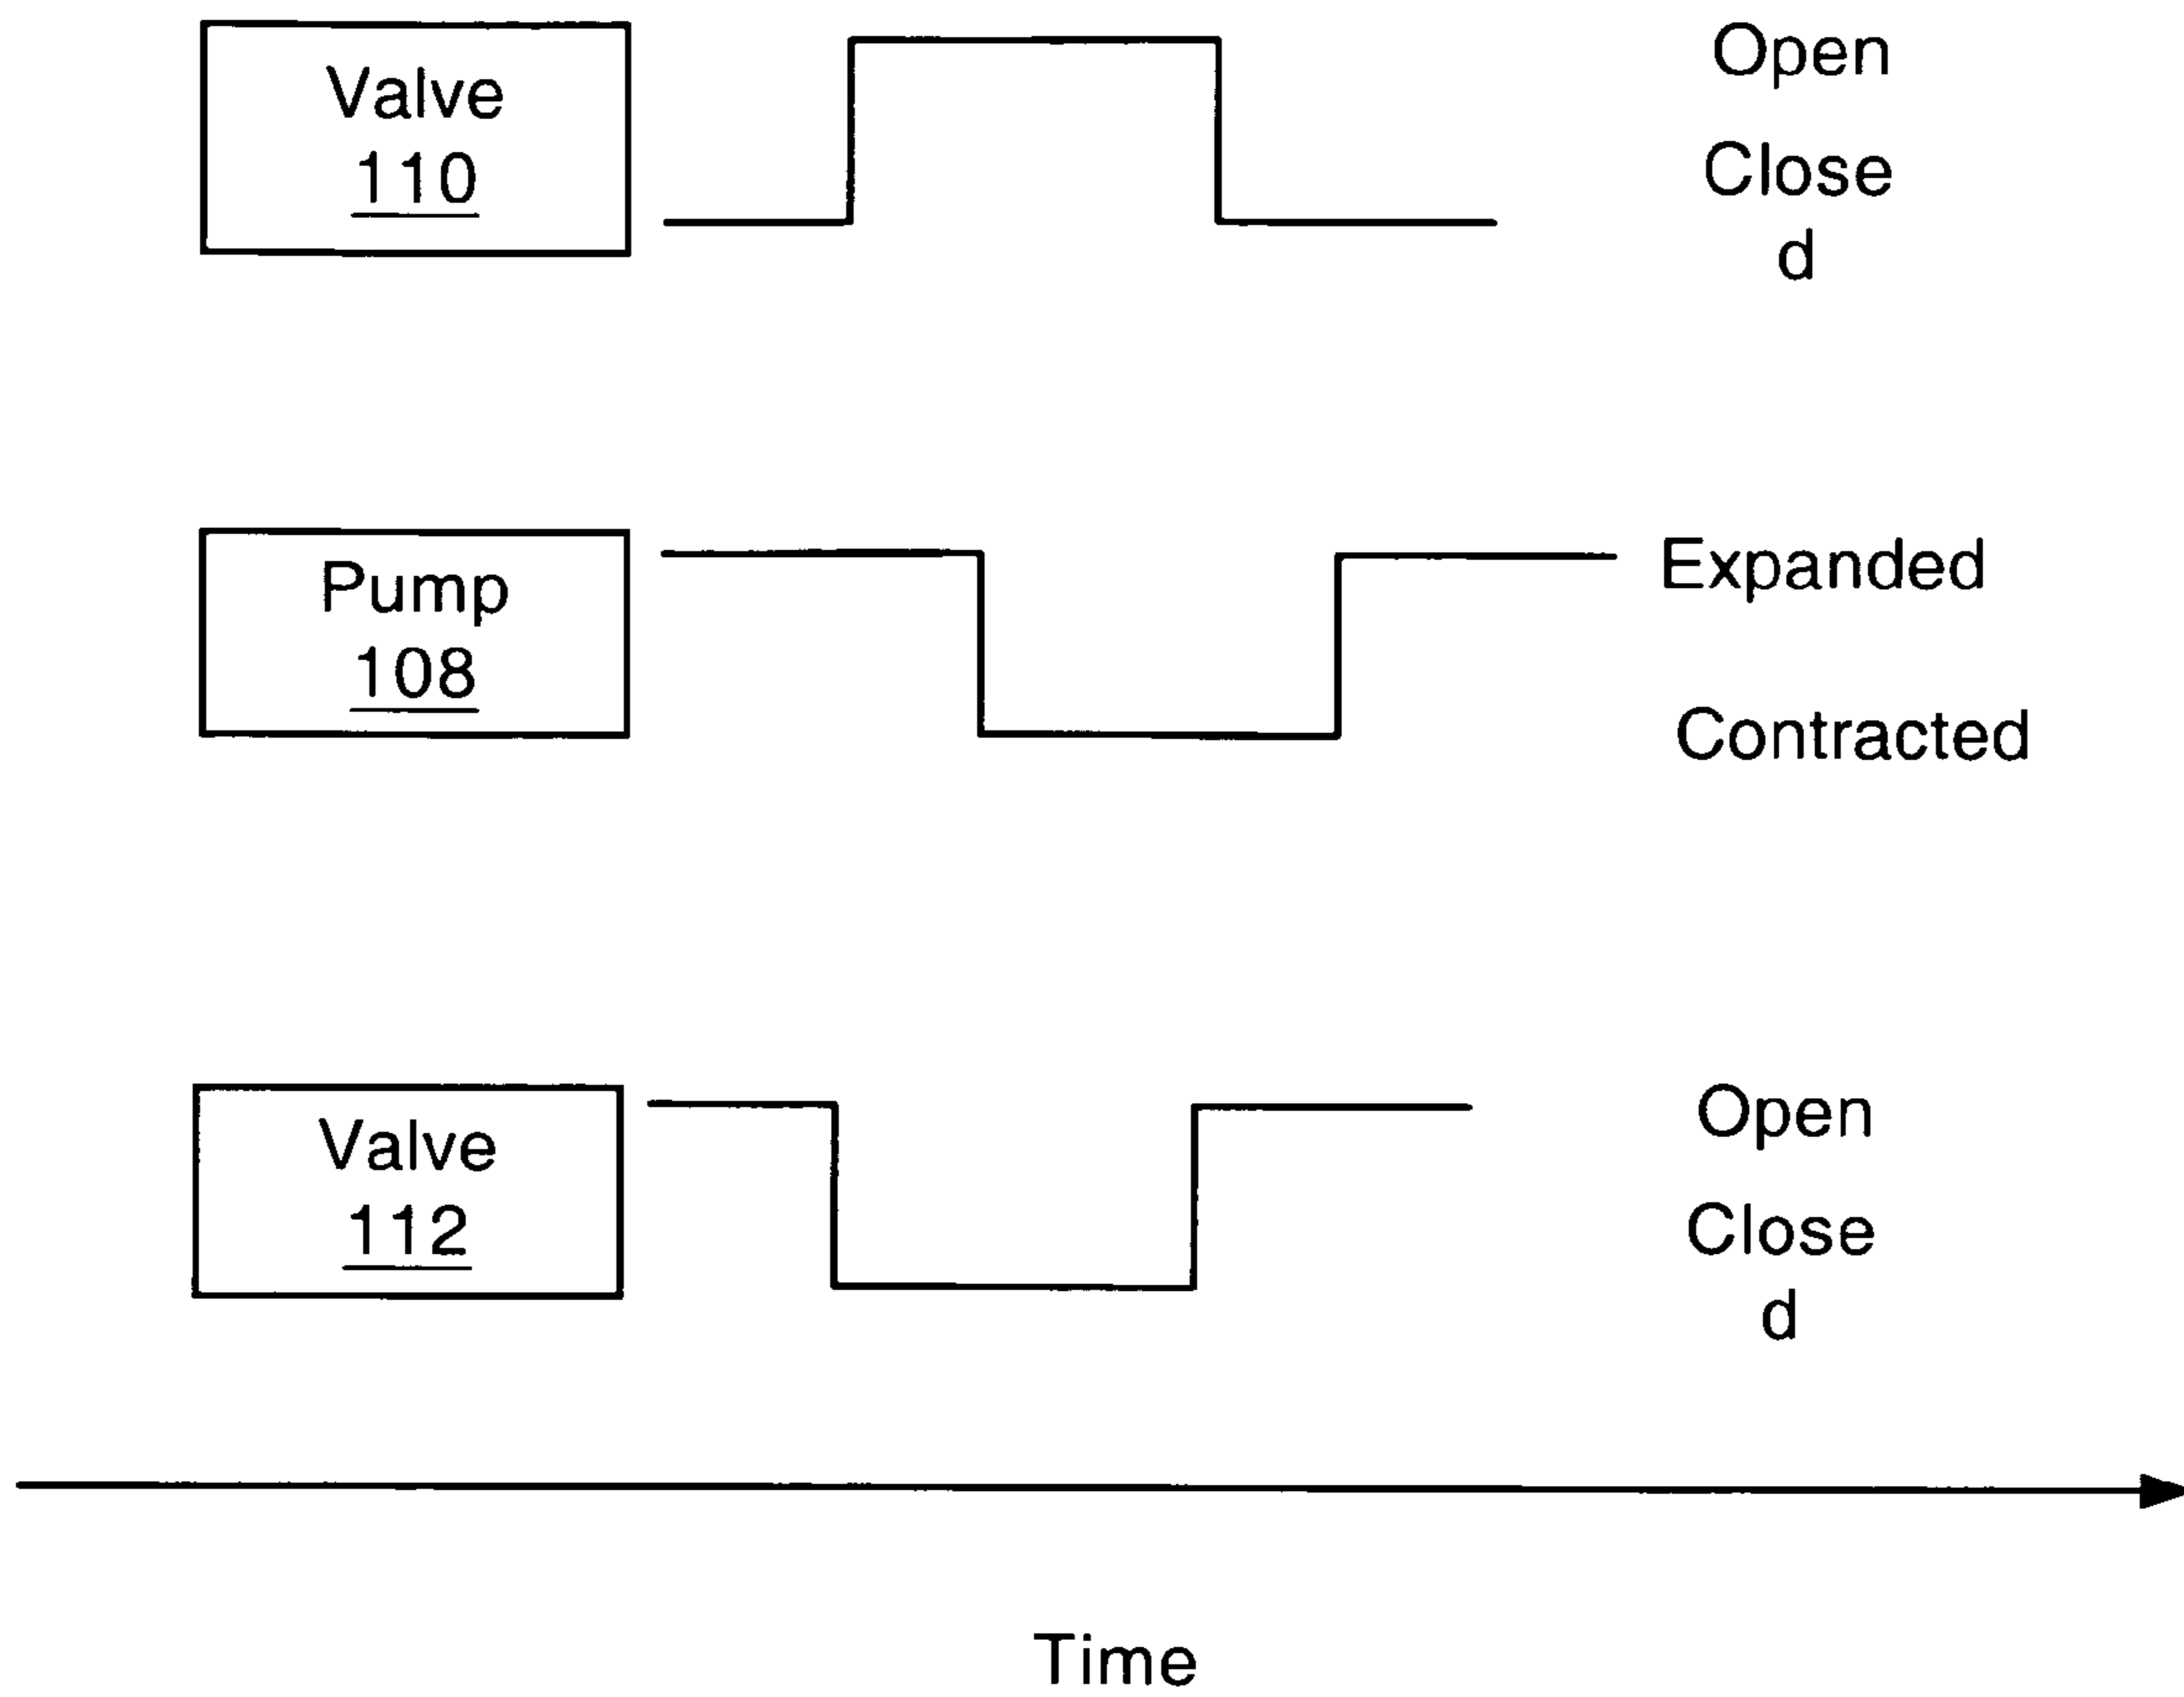 Valve
110
Open
Close
d
Pump
108
Expanded
Contracted
Valve
112
Open
Close
d
Time